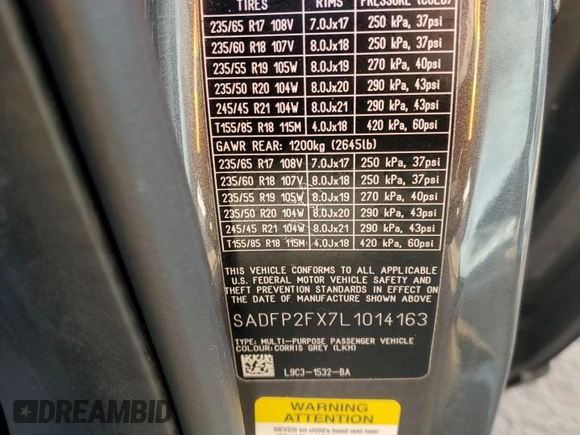 TIRES RIMS PRESSURE (COLD)
235/65 R17 108V 7.0Jx17 250 kPa, 37psi
235/60 R18 107V 8.0Jx18 250 kPa, 37psi
235/55 R19 105W 8.0Jx19 270 kPa, 40psi
235/50 R20 104W 8.0Jx20 290 kPa, 43psi
245/45 R21 104W 8.0Jx21 290 kPa, 43psi
T155/85 R18 115M 4.0Jx18 420 kPa, 60psi
GAWR REAR: 1200kg (2645lb)
235/65 R17 108V 7.0Jx17 250 kPa, 37psi
235/60 R18 107V 8.0Jx18 250 kPa, 37psi
235/55 R19 105W 8.0Jx19 270 kPa, 40psi
235/50 R20 104W 8.0Jx20 290 kPa, 43psi
245/45 R21 104W 8.0Jx21 290 kPa, 43psi
T155/85 R18 115M 4.0Jx18 420 kPa, 60psi
THIS VEHICLE CONFORMS TO ALL APPLICABLE
U.S. FEDERAL MOTOR VEHICLE SAFETY AND
THEFT PREVENTION STANDARDS IN EFFECT ON
THE DATE OF MANUFACTURE SHOWN ABOVE
SADFP2FX7L1014163
TYPE: MULTI-PURPOSE PASSENGER VEHICLE
COLOUR: CORRIS GREY (LKH)
L9C3-1532-BA
WARNING
ATTENTION
NEVER let child's head rest near
DREAMBID